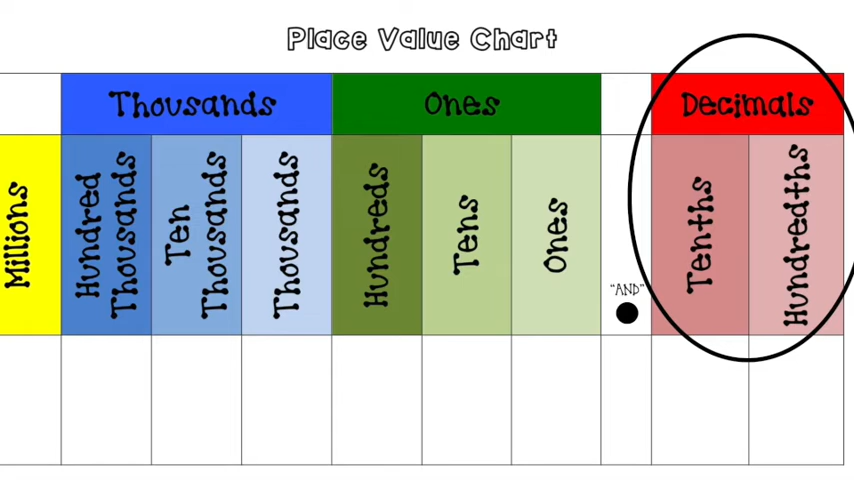 Place Value Chart
Thousands
Ones
Decimals
Millions
Hundred
Thousands
Ten
Thousands
Thousands
Hundreds
Tens
Ones
"AND"
Tenths
Hundredths